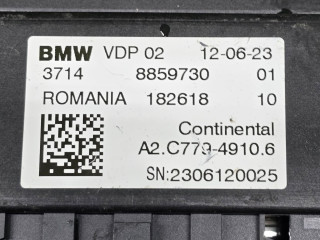 BMW VDP 02 12-06-23
3714 8859730 01
ROMANIA 182618 10
Continental
A2.C779-4910.6
SN:2306120025